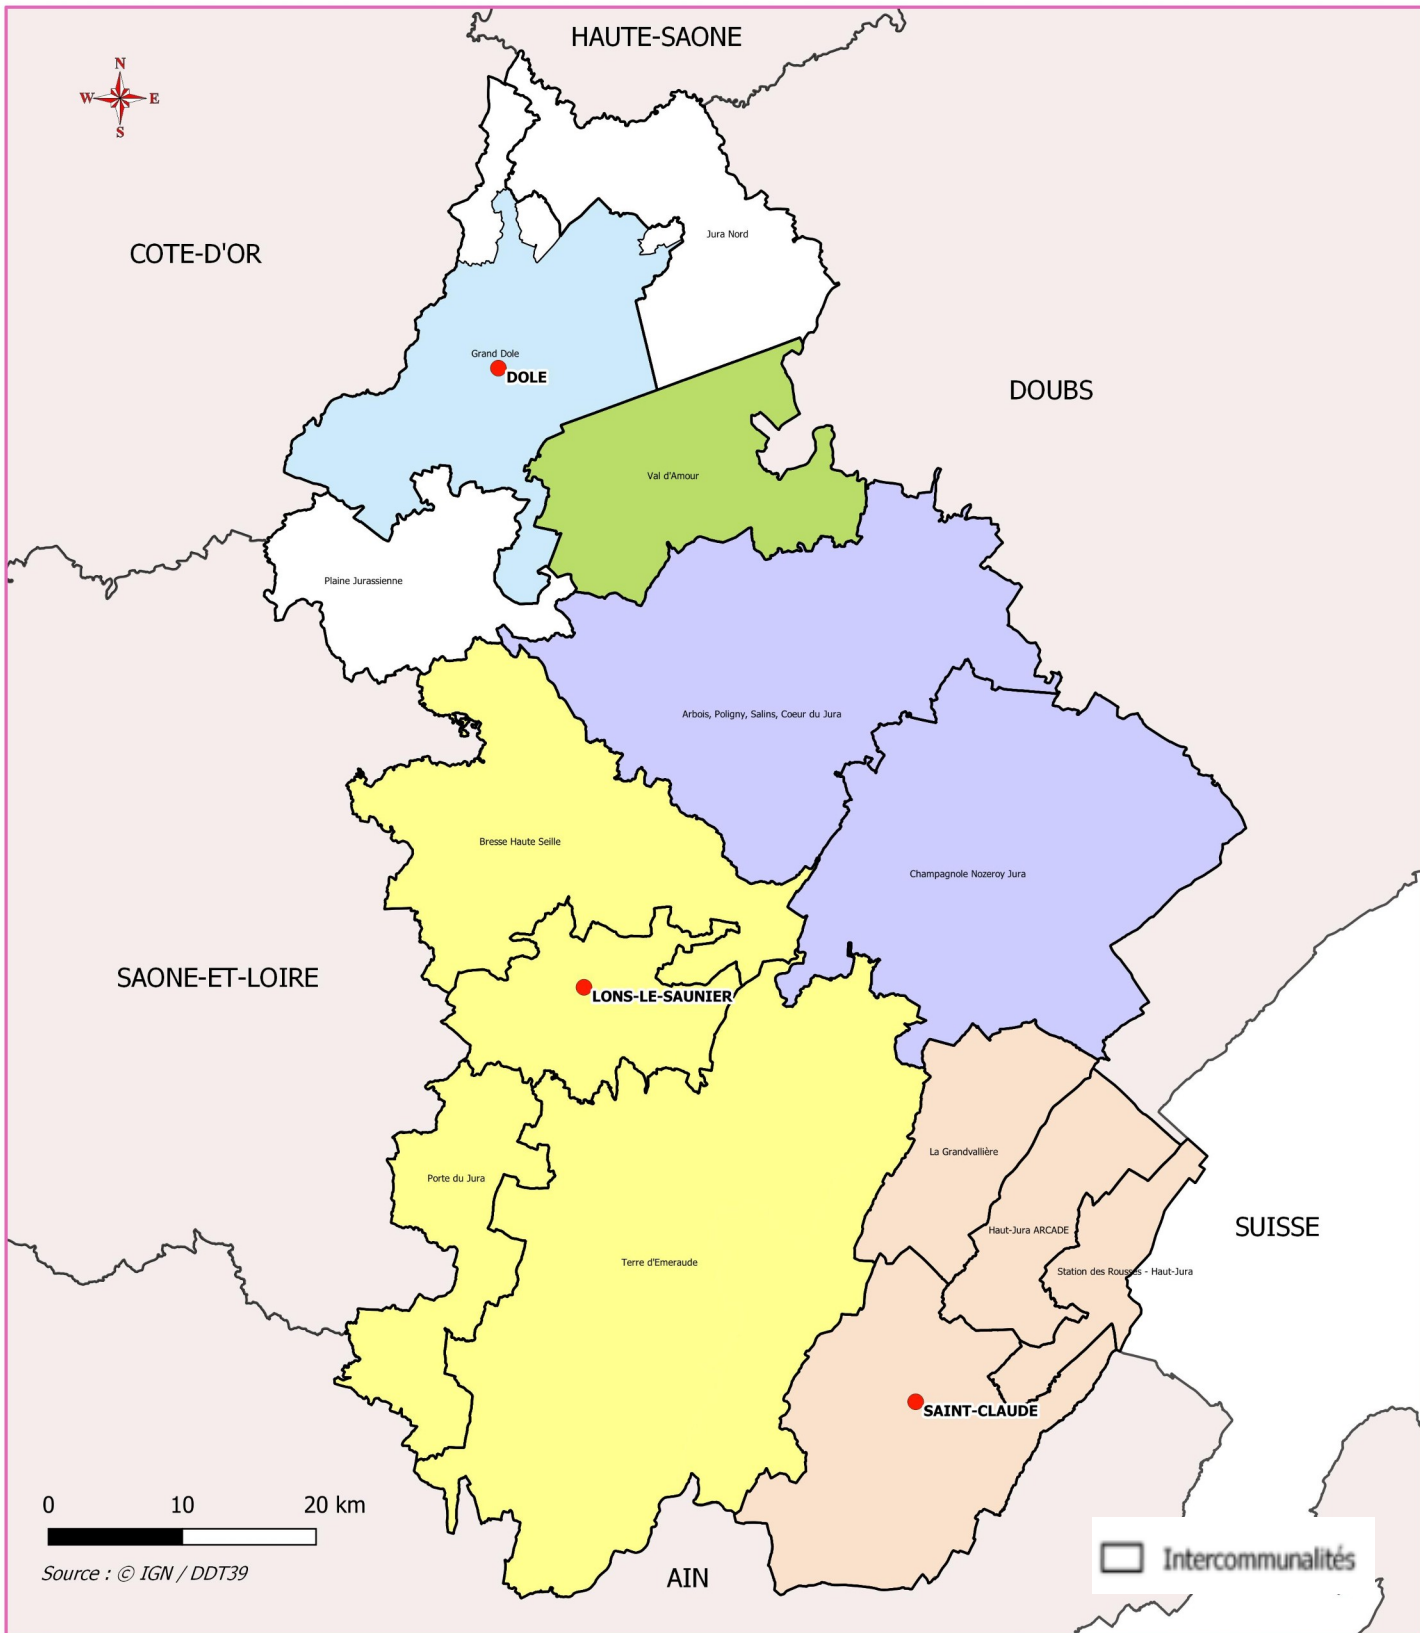 HAUTE-SAONE
N
W E
S
Jura Nord
COTE-D'OR
Grand Dole
DOLE
DOUBS
Val d'Amour
Plaine Jurassienne
Arbois, Poligny, Salins, Coeur du Jura
Bresse Haute Seille
Champagnole Nozeroy Jura
SAONE-ET-LOIRE
LONS-LE-SAUNIER
La Grandvallière
Porte du Jura
Haut-Jura ARCADE
SUISSE
Terre d'Emeraude
Station des Rousses - Haut-Jura
SAINT-CLAUDE
0 10 20 km
Source : © IGN / DDT39
AIN
Intercommunalités